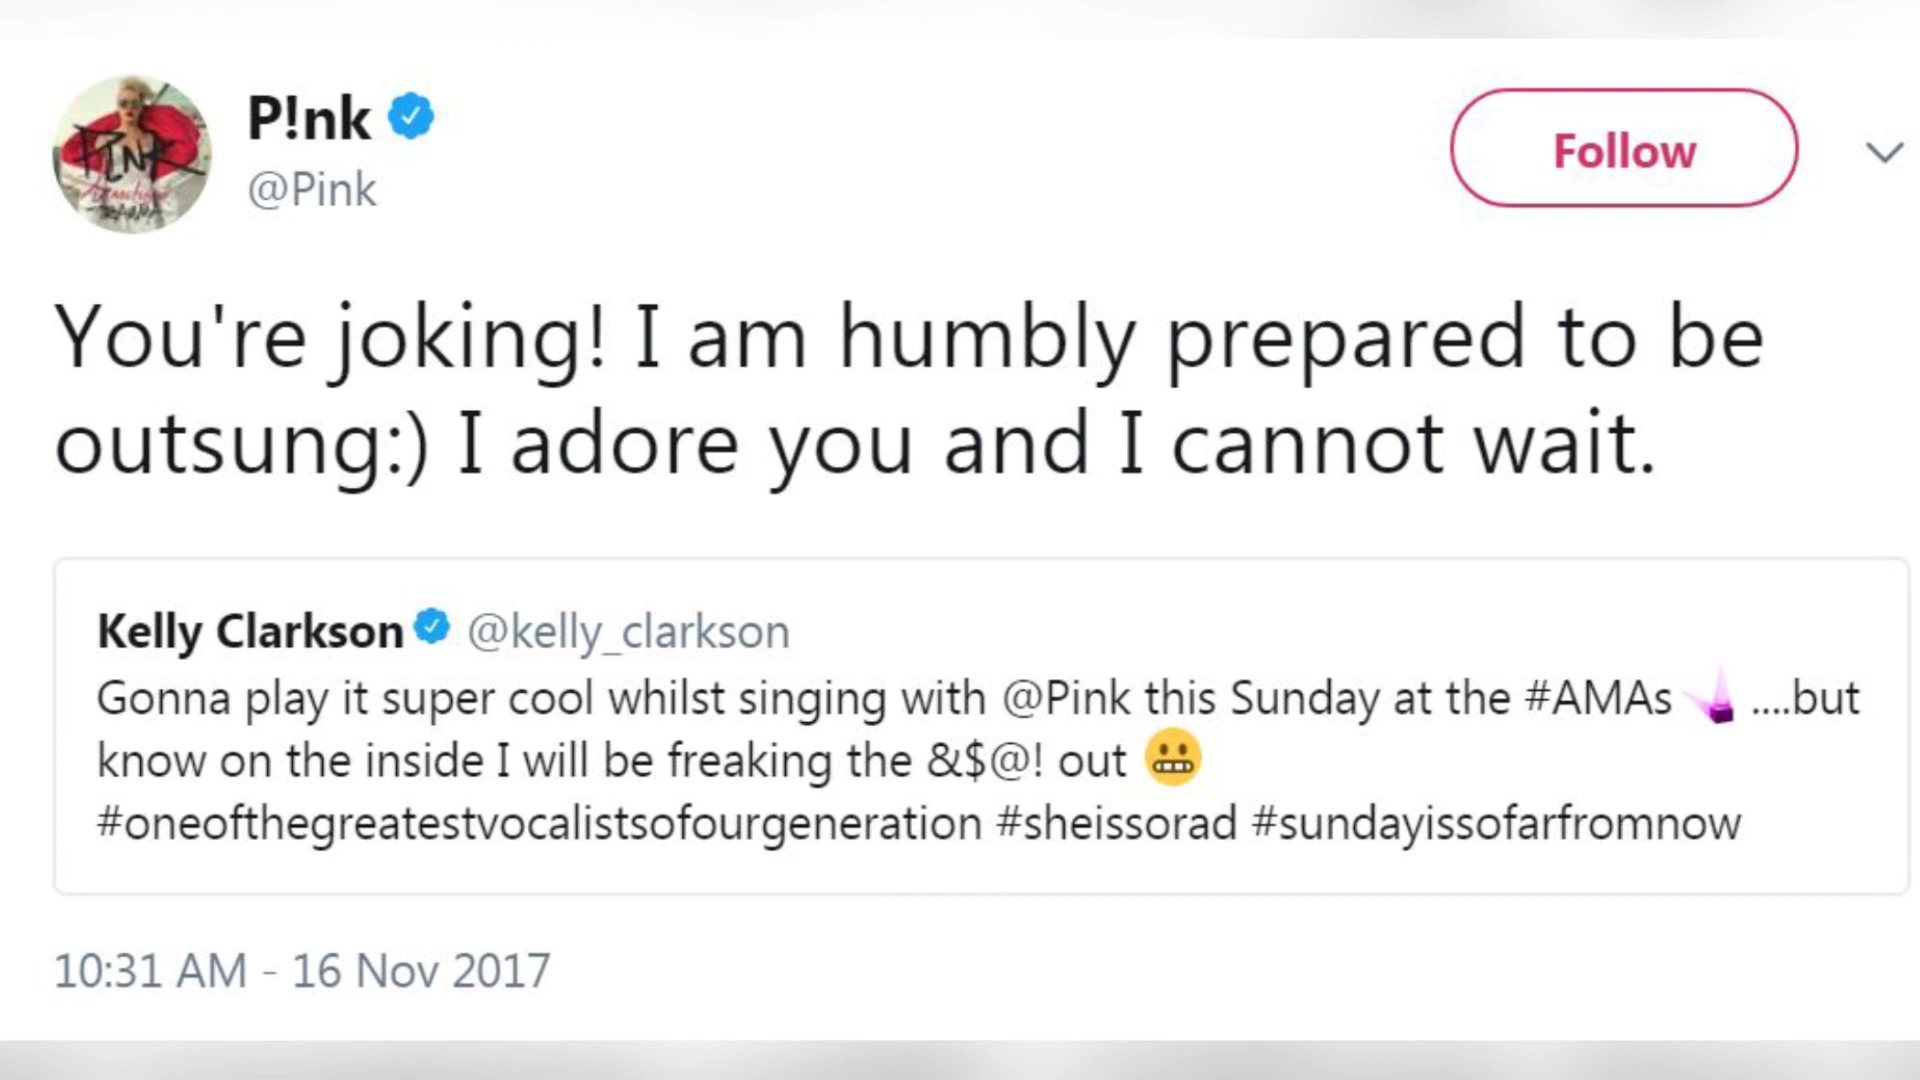 P!nk
@Pink
Follow
You're joking! I am humbly prepared to be
outsung:) I adore you and I cannot wait.
Kelly Clarkson @kelly_clarkson
Gonna play it super cool whilst singing with @Pink this Sunday at the #AMAs ....but
know on the inside I will be freaking the &$@! out 😬
#oneofthegreatestvocalistsofourgeneration #sheissorad #sundayissofarfromnow
10:31 AM - 16 Nov 2017